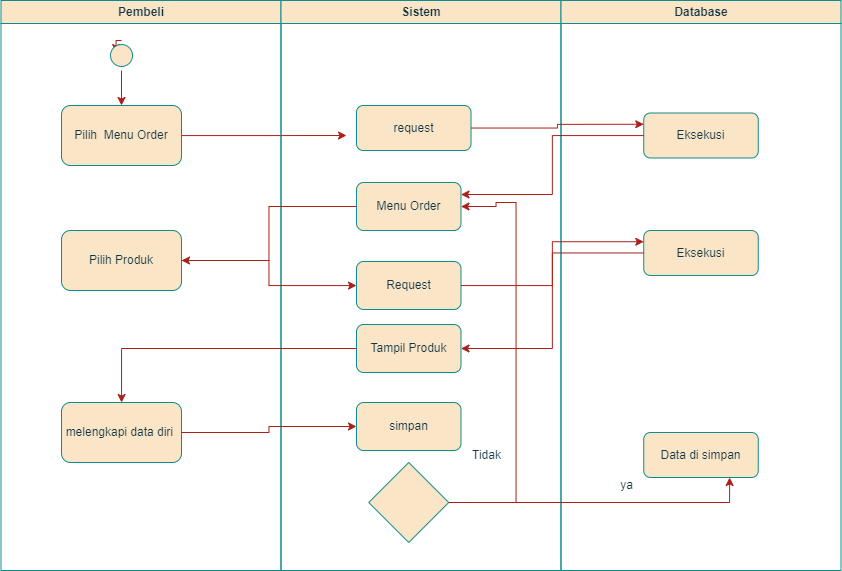 Pembeli
Sistem
Database
Pilih  Menu Order
request
Eksekusi
Menu Order
Pilih Produk
Eksekusi
Request
Tampil Produk
melengkapi data diri
simpan
Tidak
Data di simpan
ya